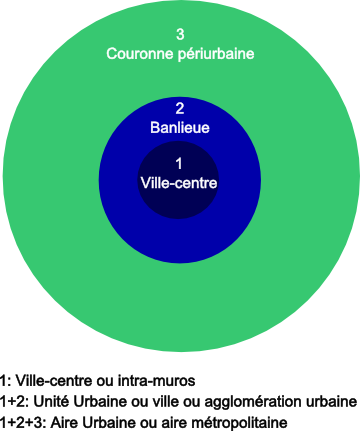 3
Couronne périurbaine
2
Banlieue
1
Ville-centre
1: Ville-centre ou intra-muros
1+2: Unité Urbaine ou ville ou agglomération urbaine
1+2+3: Aire Urbaine ou aire métropolitaine